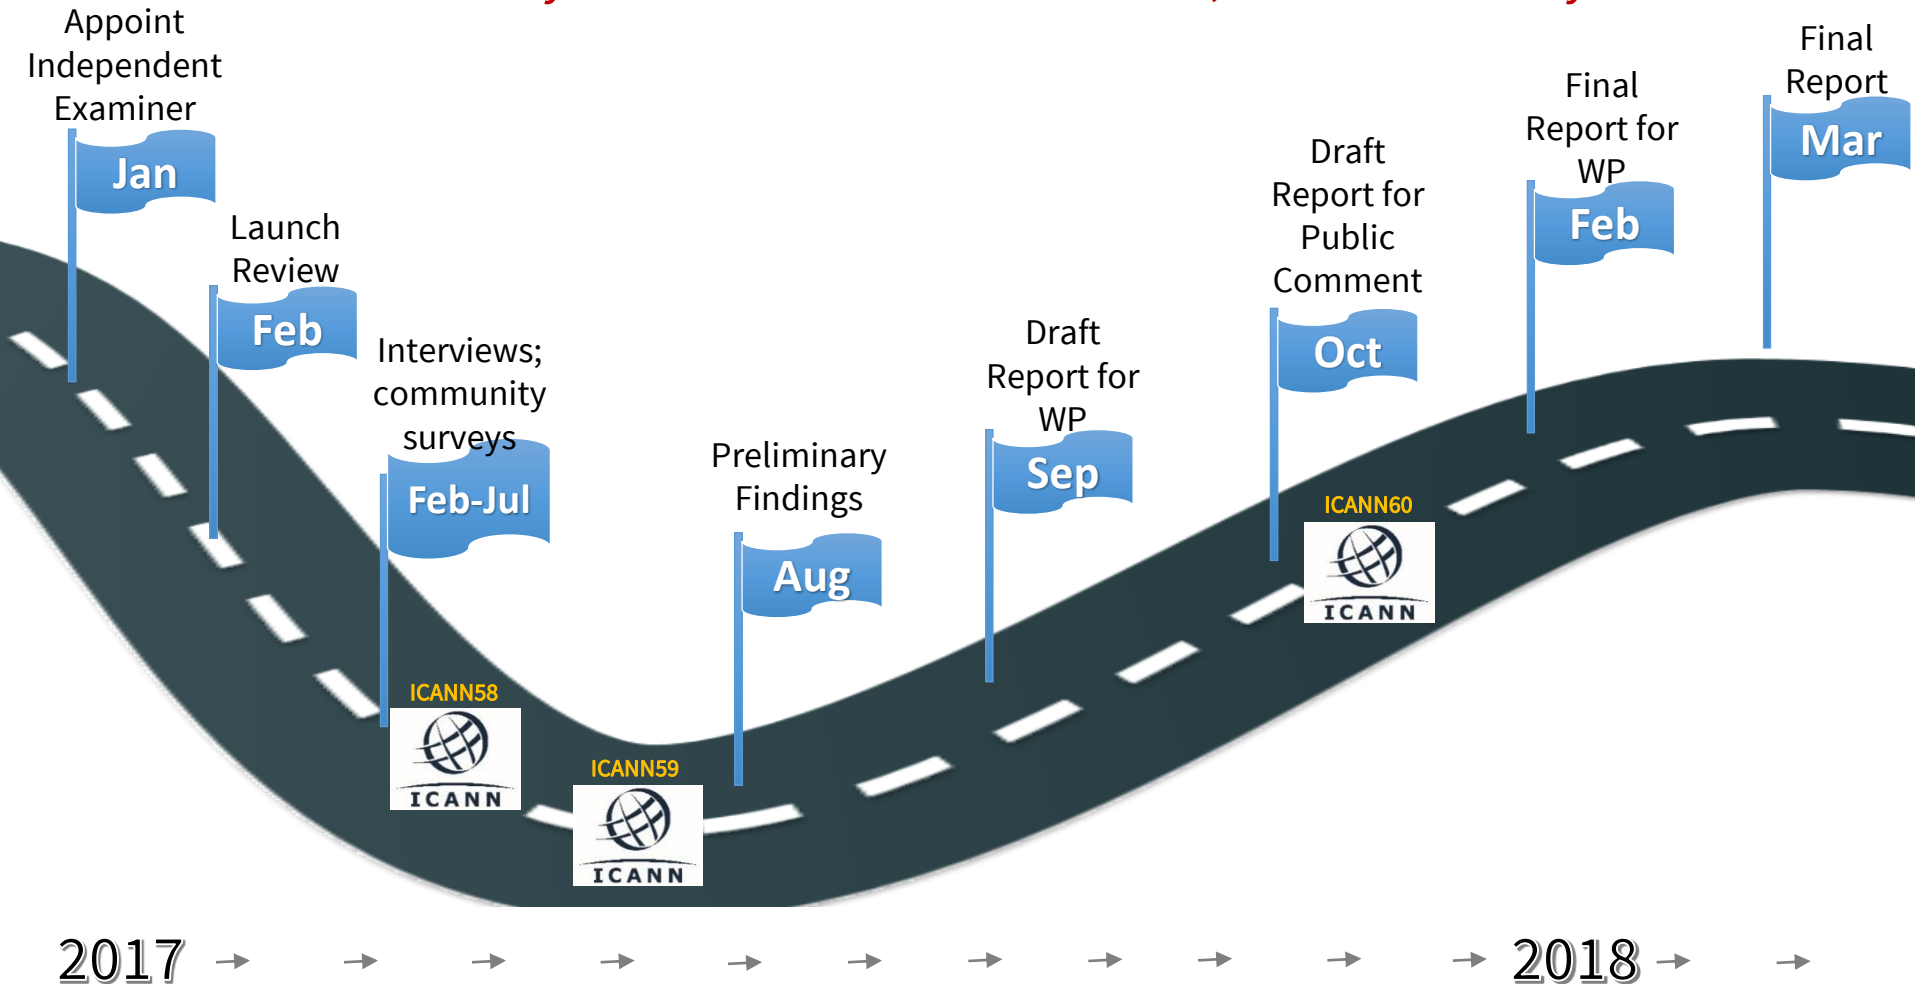 Appoint
Independent
Examiner
Jan
Launch
Review
Feb
Interviews;
community
surveys
Feb-Jul
ICANN58
ICANN
ICANN59
ICANN
Preliminary
Findings
Aug
Draft
Report for
WP
Sep
Draft
Report for
Public
Comment
Oct
ICANN60
ICANN
Final
Report for
WP
Feb
Final
Report
Mar
2017
2018